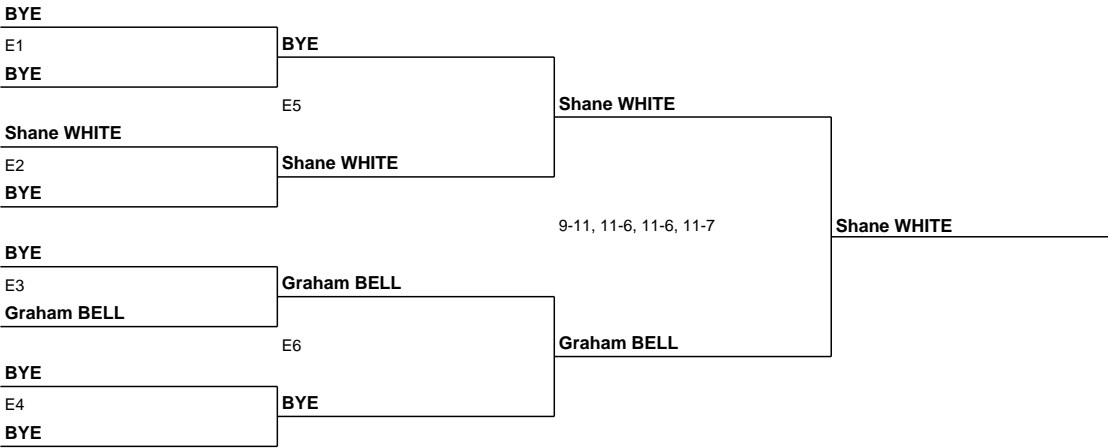 BYE
E1
BYE
BYE
E5
Shane WHITE
Shane WHITE
E2
Shane WHITE
BYE
9-11, 11-6, 11-6, 11-7
Shane WHITE
BYE
E3
Graham BELL
Graham BELL
E6
Graham BELL
BYE
E4
BYE
BYE